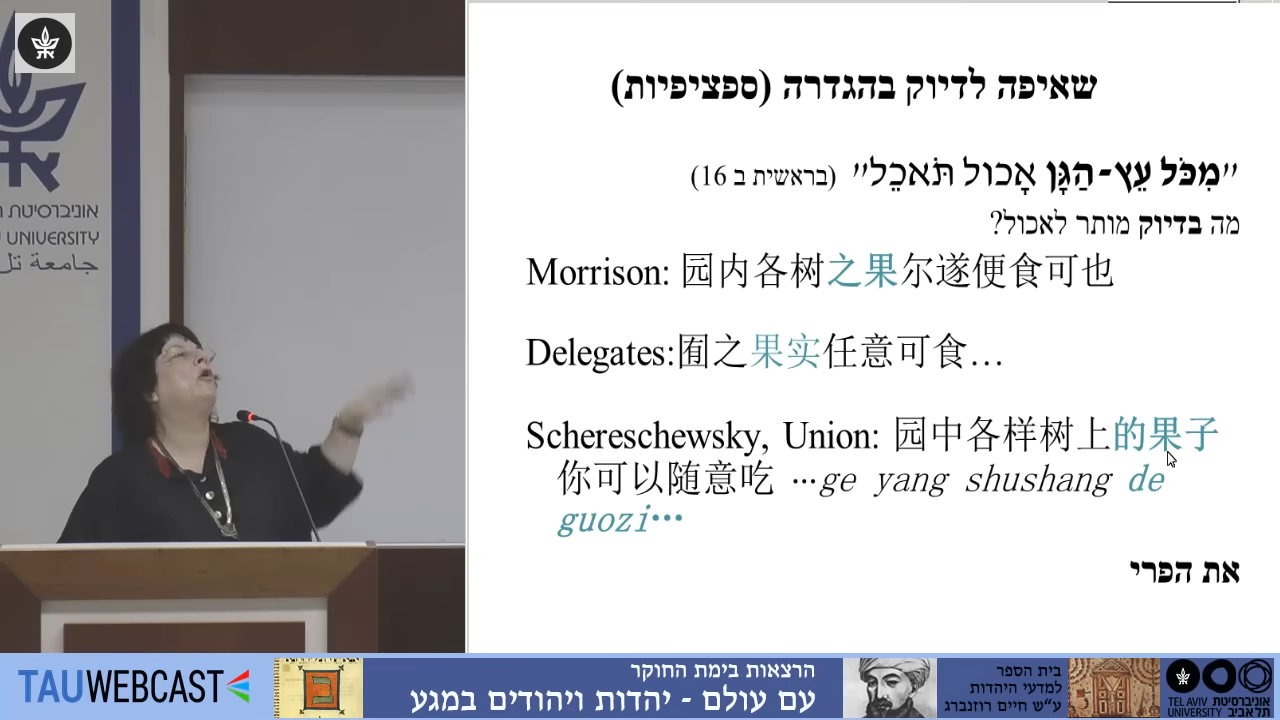 אוניברסיטת ת
UNIVERSITY
جامعة تل
שאיפה לדיוק בהגדרה (ספציפיות)
"מִכֹּל עֵץ-הַגָּן אָכוֹל תֹּאכֵל" (בראשית ב 16)
מה בדיוק מותר לאכול?
Morrison: 园内各树之果尔遂便食可也
Delegates:囿之果实任意可食…
Schereschewsky, Union: 园中各样树上的果子
你可以随意吃 …ge yang shushang de
guozi…
את הפרי
TAUWEBCAST
הרצאות בימת החוקר
עם עולם - יהדות ויהודים במגע
בית הספר
למדעי היהדות
ע"ש חיים רוזנברג
TEL AVIV אוניברסיטת
UNIVERSITY תל אביב